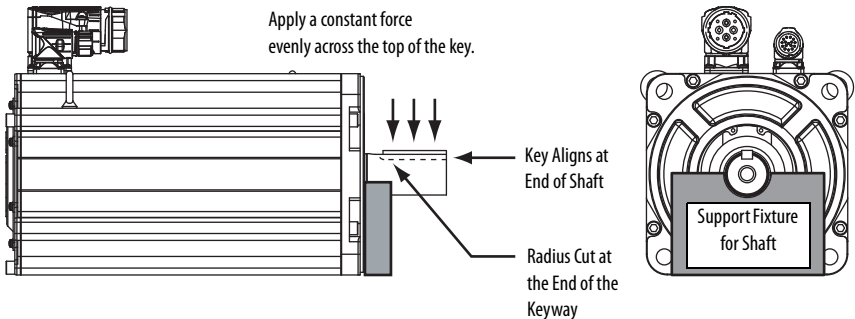 Apply a constant force
evenly across the top of the key.
Key Aligns at
End of Shaft
Radius Cut at
the End of the
Keyway
Support Fixture
for Shaft